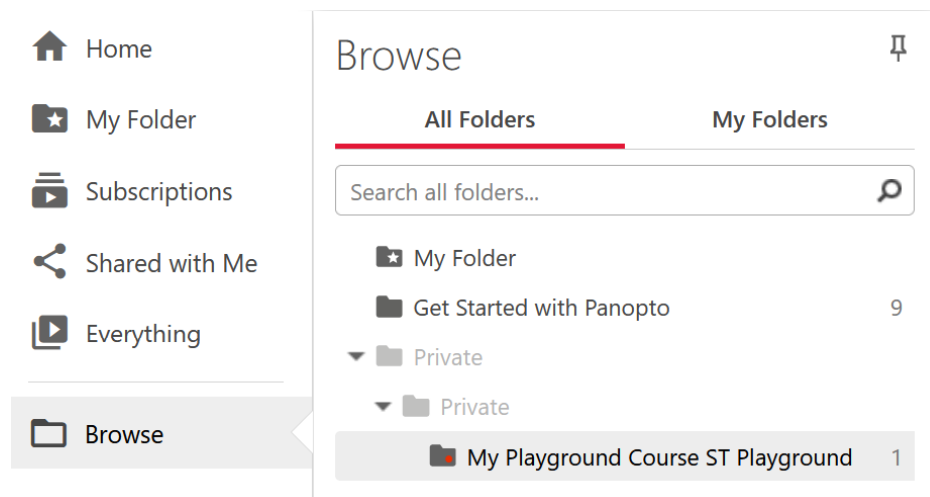 Home
My Folder
Subscriptions
Shared with Me
Everything
Browse
Browse
All Folders My Folders
Search all folders...
My Folder
Get Started with Panopto 9
Private
Private
My Playground Course ST Playground 1